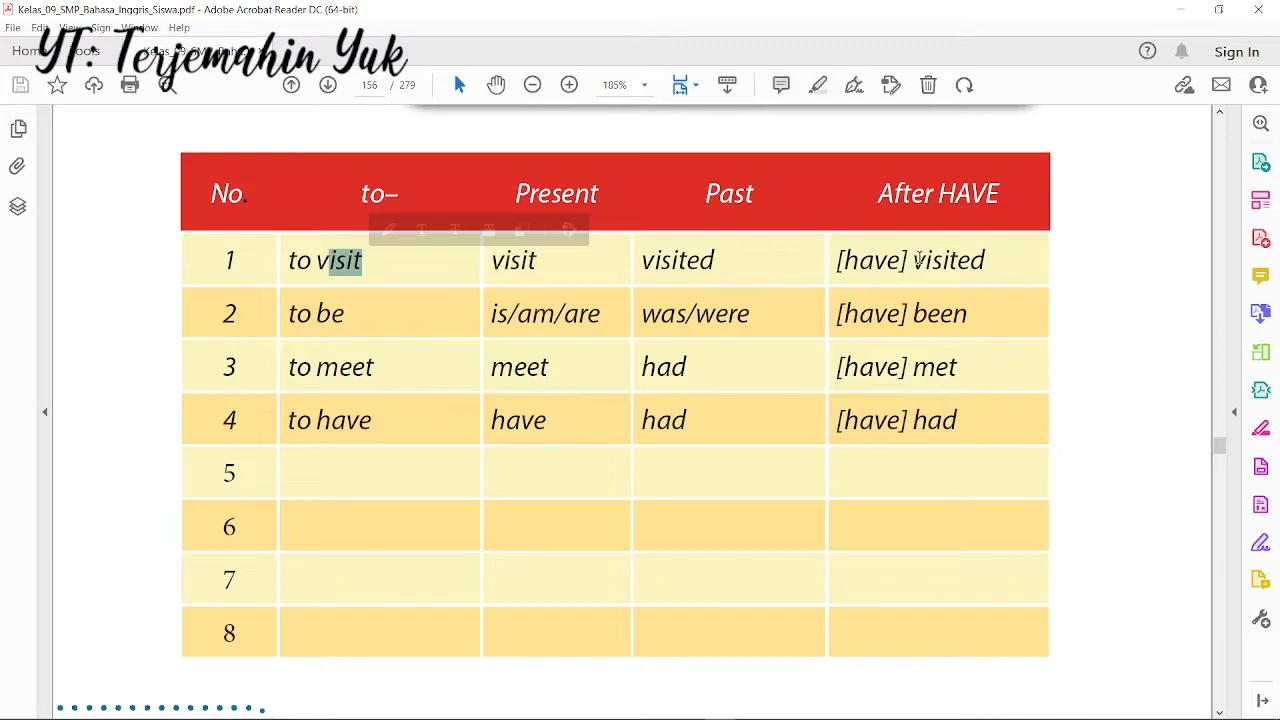 Kelas_09_SMP_Bahasa_Inggris_Siswa.pdf - Adobe Acrobat Reader DC (64-bit)
File Edit View Sign Window Help
YT: Terjemahin Yuk
Home Tools
Sign In
156 / 279
185%
No. to– Present Past After HAVE
1 to visit visit visited [have] visited
2 to be is/am/are was/were [have] been
3 to meet meet had [have] met
4 to have have had [have] had
5
6
7
8